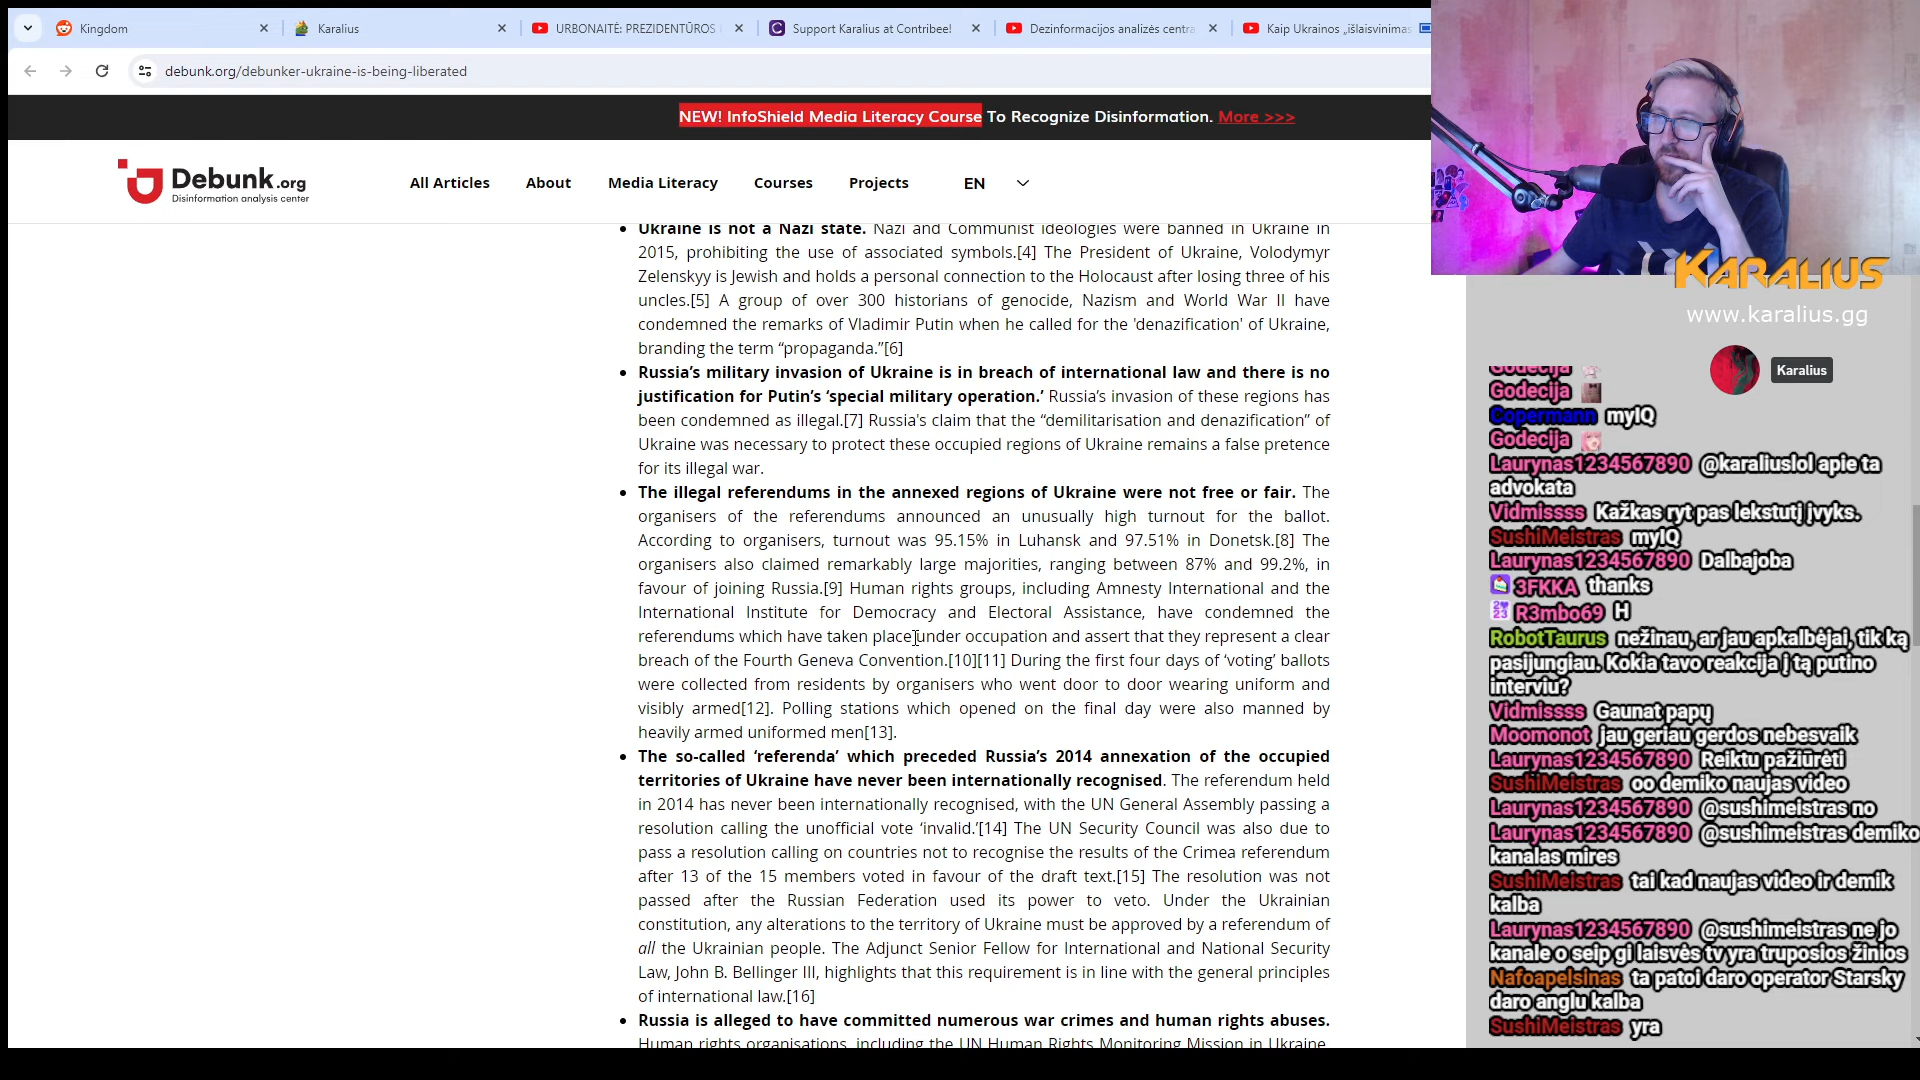 Kingdom
Karalius
URBONAITĖ: PREZIDENTŪROS
Support Karalius at Contribee!
Dezinformacijos analizės centra
Kaip Ukrainos „išlaisvinimas
debunk.org/debunker-ukraine-is-being-liberated
NEW! InfoShield Media Literacy Course To Recognize Disinformation. More >>>
Debunk.org
Disinformation analysis center
All Articles
About
Media Literacy
Courses
Projects
EN
Ukraine is not a Nazi state. Nazi and Communist ideologies were banned in Ukraine in
2015, prohibiting the use of associated symbols.[4] The President of Ukraine, Volodymyr
Zelenskyy is Jewish and holds a personal connection to the Holocaust after losing three of his
uncles.[5] A group of over 300 historians of genocide, Nazism and World War II have
condemned the remarks of Vladimir Putin when he called for the 'denazification' of Ukraine,
branding the term “propaganda.”[6]
Russia’s military invasion of Ukraine is in breach of international law and there is no
justification for Putin’s ‘special military operation.’ Russia’s invasion of these regions has
been condemned as illegal.[7] Russia's claim that the “demilitarisation and denazification” of
Ukraine was necessary to protect these occupied regions of Ukraine remains a false pretence
for its illegal war.
The illegal referendums in the annexed regions of Ukraine were not free or fair. The
organisers of the referendums announced an unusually high turnout for the ballot.
According to organisers, turnout was 95.15% in Luhansk and 97.51% in Donetsk.[8] The
organisers also claimed remarkably large majorities, ranging between 87% and 99.2%, in
favour of joining Russia.[9] Human rights groups, including Amnesty International and the
International Institute for Democracy and Electoral Assistance, have condemned the
referendums which have taken place under occupation and assert that they represent a clear
breach of the Fourth Geneva Convention.[10][11] During the first four days of ‘voting’ ballots
were collected from residents by organisers who went door to door wearing uniform and
visibly armed[12]. Polling stations which opened on the final day were also manned by
heavily armed uniformed men[13].
The so-called ‘referenda’ which preceded Russia’s 2014 annexation of the occupied
territories of Ukraine have never been internationally recognised. The referendum held
in 2014 has never been internationally recognised, with the UN General Assembly passing a
resolution calling the unofficial vote ‘invalid.’[14] The UN Security Council was also due to
pass a resolution calling on countries not to recognise the results of the Crimea referendum
after 13 of the 15 members voted in favour of the draft text.[15] The resolution was not
passed after the Russian Federation used its power to veto. Under the Ukrainian
constitution, any alterations to the territory of Ukraine must be approved by a referendum of
all the Ukrainian people. The Adjunct Senior Fellow for International and National Security
Law, John B. Bellinger III, highlights that this requirement is in line with the general principles
of international law.[16]
Russia is alleged to have committed numerous war crimes and human rights abuses.
Human rights organisations, including the UN Human Rights Monitoring Mission in Ukraine,
KARALIUS
www.karalius.gg
Karalius
Godecija
Godecija
Copermann myIQ
Godecija
Laurynas1234567890 @karaliuslol apie ta
advokata
Vidmissss Kažkas ryt pas lekstutį įvyks.
SushiMeistras myIQ
Laurynas1234567890 Dalbajoba
3FKKA thanks
R3mbo69 H
RobotTaurus nežinau, ar jau apkalbėjai, tik ką
pasijungiau. Kokia tavo reakcija į tą putino
interviu?
Vidmissss Gaunat papų
Moomonot jau geriau gerdos nebesvaik
Laurynas1234567890 Reiktu pažiūrėti
SushiMeistras oo demiko naujas video
Laurynas1234567890 @sushimeistras no
Laurynas1234567890 @sushimeistras demiko
kanalas mires
SushiMeistras tai kad naujas video ir demik
kalba
Laurynas1234567890 @sushimeistras ne jo
kanale o seip gi laisvės tv yra truposios žinios
Nafoapelsinas ta patoi daro operator Starsky
daro anglu kalba
SushiMeistras yra